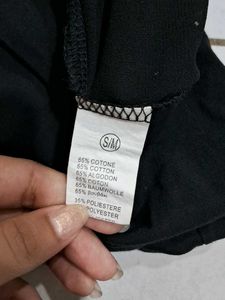 S/M
65% COTONE
65% COTTON
65% ALGODON
65% COTON
65% BAUMWOLLE
35% POLIESTERE
POLYESTER